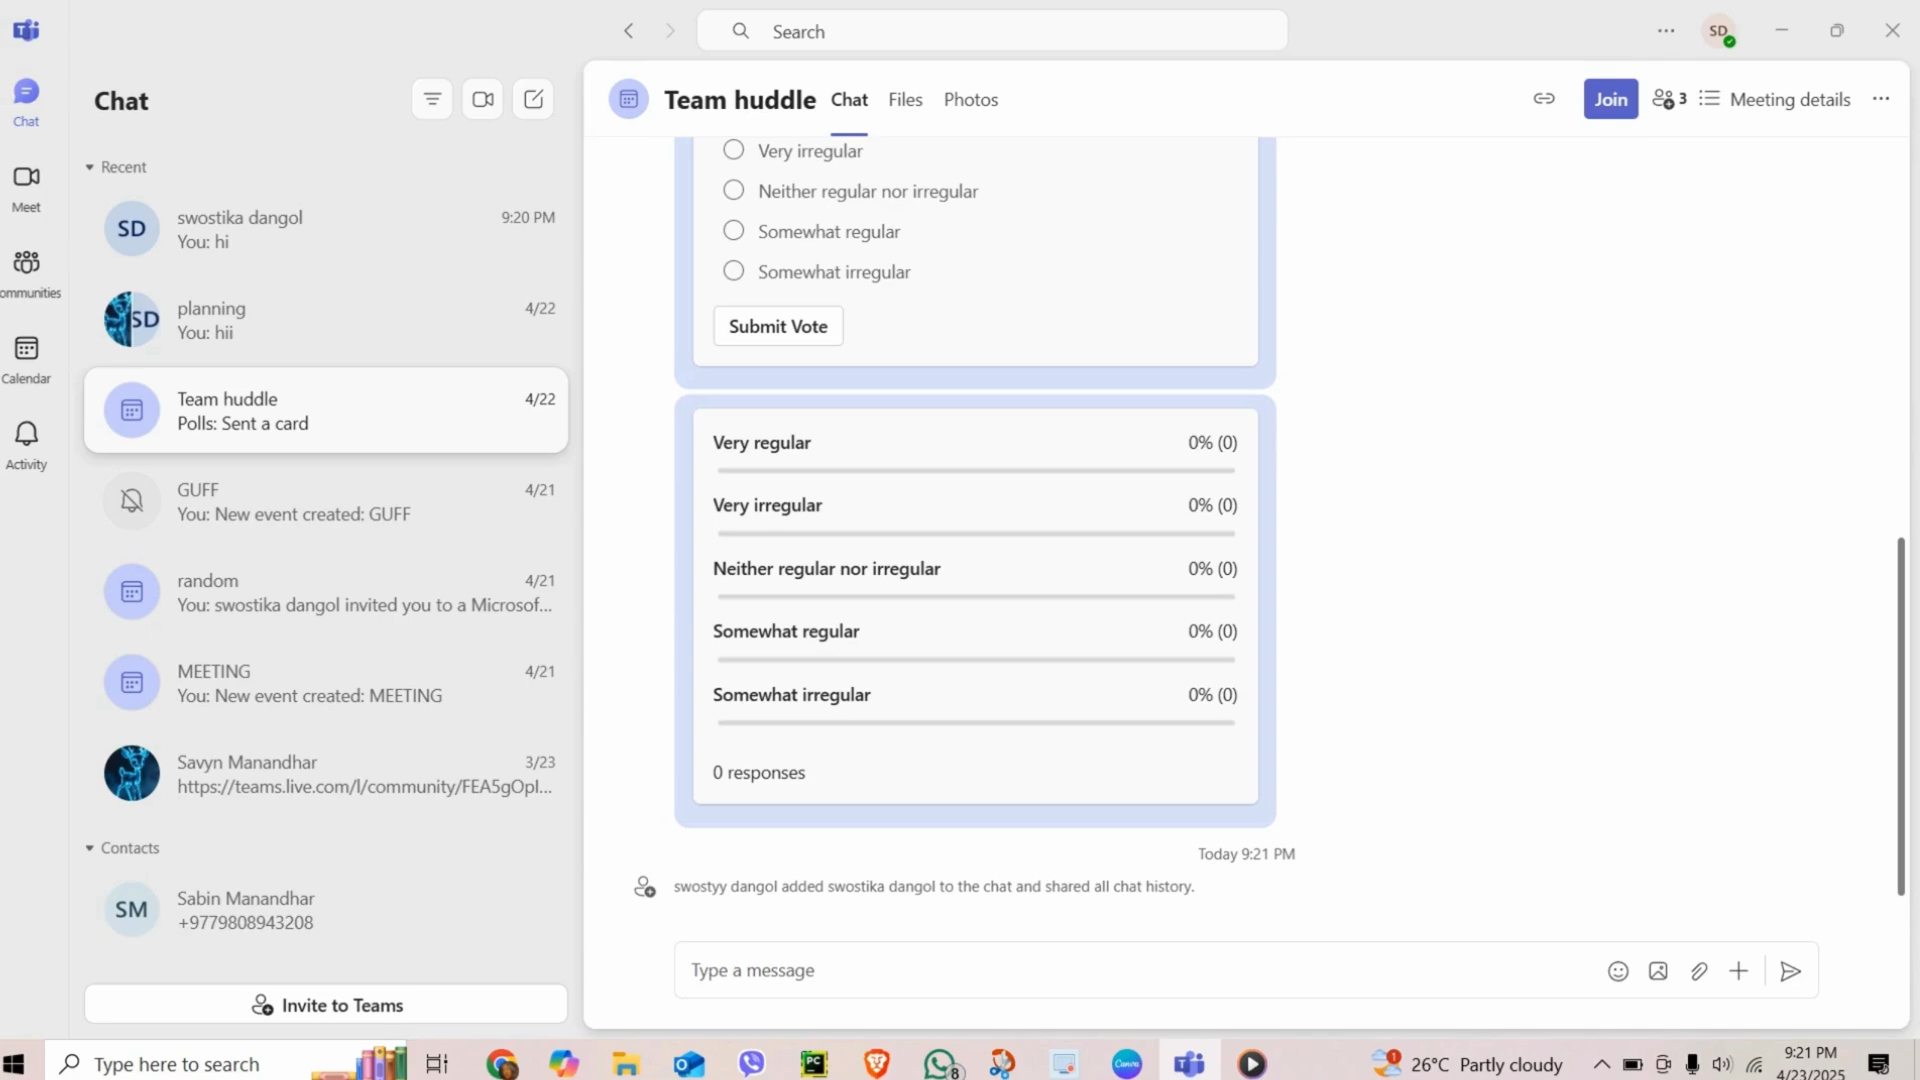 Search
SD
Chat
Meet
ommunities
Calendar
Activity
Chat
Recent
SD
swostika dangol 9:20 PM
You: hi
SD
planning 4/22
You: hii
Team huddle 4/22
Polls: Sent a card
GUFF 4/21
You: New event created: GUFF
random 4/21
You: swostika dangol invited you to a Microsof...
MEETING 4/21
You: New event created: MEETING
Savyn Manandhar 3/23
https://teams.live.com/l/community/FEA5gOpI...
Contacts
SM
Sabin Manandhar
+9779808943208
Invite to Teams
Team huddle Chat Files Photos Join 3 Meeting details
Very irregular
Neither regular nor irregular
Somewhat regular
Somewhat irregular
Submit Vote
Very regular 0% (0)
Very irregular 0% (0)
Neither regular nor irregular 0% (0)
Somewhat regular 0% (0)
Somewhat irregular 0% (0)
0 responses
Today 9:21 PM
swostyy dangol added swostika dangol to the chat and shared all chat history.
Type a message
Type here to search
PC
8
Canva
1
26°C Partly cloudy
9:21 PM
4/23/2025